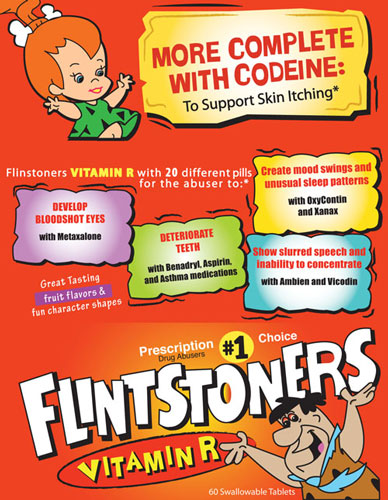 MORE COMPLETE
WITH CODEINE:
To Support Skin Itching*
Flinstoners VITAMIN R with 20 different pills
for the abuser to:*
Create mood swings and
unusual sleep patterns
with OxyContin
and Xanax
DEVELOP
BLOODSHOT EYES
with Metaxalone
DETERIORATE
TEETH
with Benadryl, Aspirin,
and Asthma medications
Show slurred speech and
inability to concentrate
with Ambien and Vicodin
Great Tasting
fruit flavors &
fun character shapes
Prescription #1 Choice
Drug Abusers
FLINTSTONERS
VITAMIN R
60 Swallowable Tablets